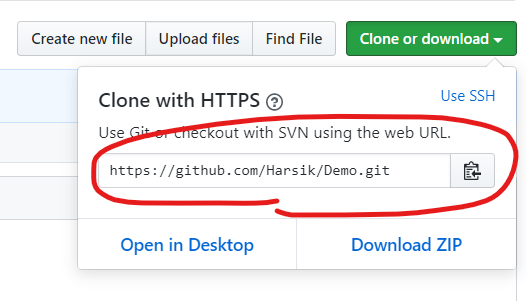 Create new file Upload files Find File Clone or download
Clone with HTTPS ? Use SSH
Use Git or checkout with SVN using the web URL.
https://github.com/Harsik/Demo.git
Open in Desktop Download ZIP